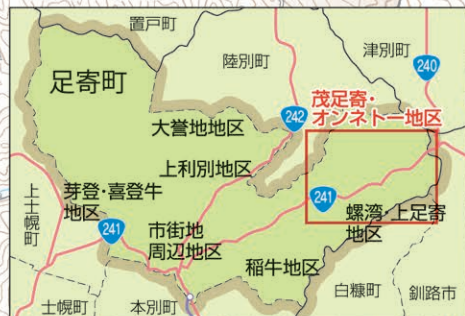 置戸町
足寄町
陸別町
津別町
240
茂足寄・
オンネトー地区
242
大誉地地区
上利別地区
上士幌町
芽登・喜登牛
地区
241
市街地
周辺地区
241
螺湾・上足寄
地区
稲牛地区
士幌町
本別町
白糠町
釧路市